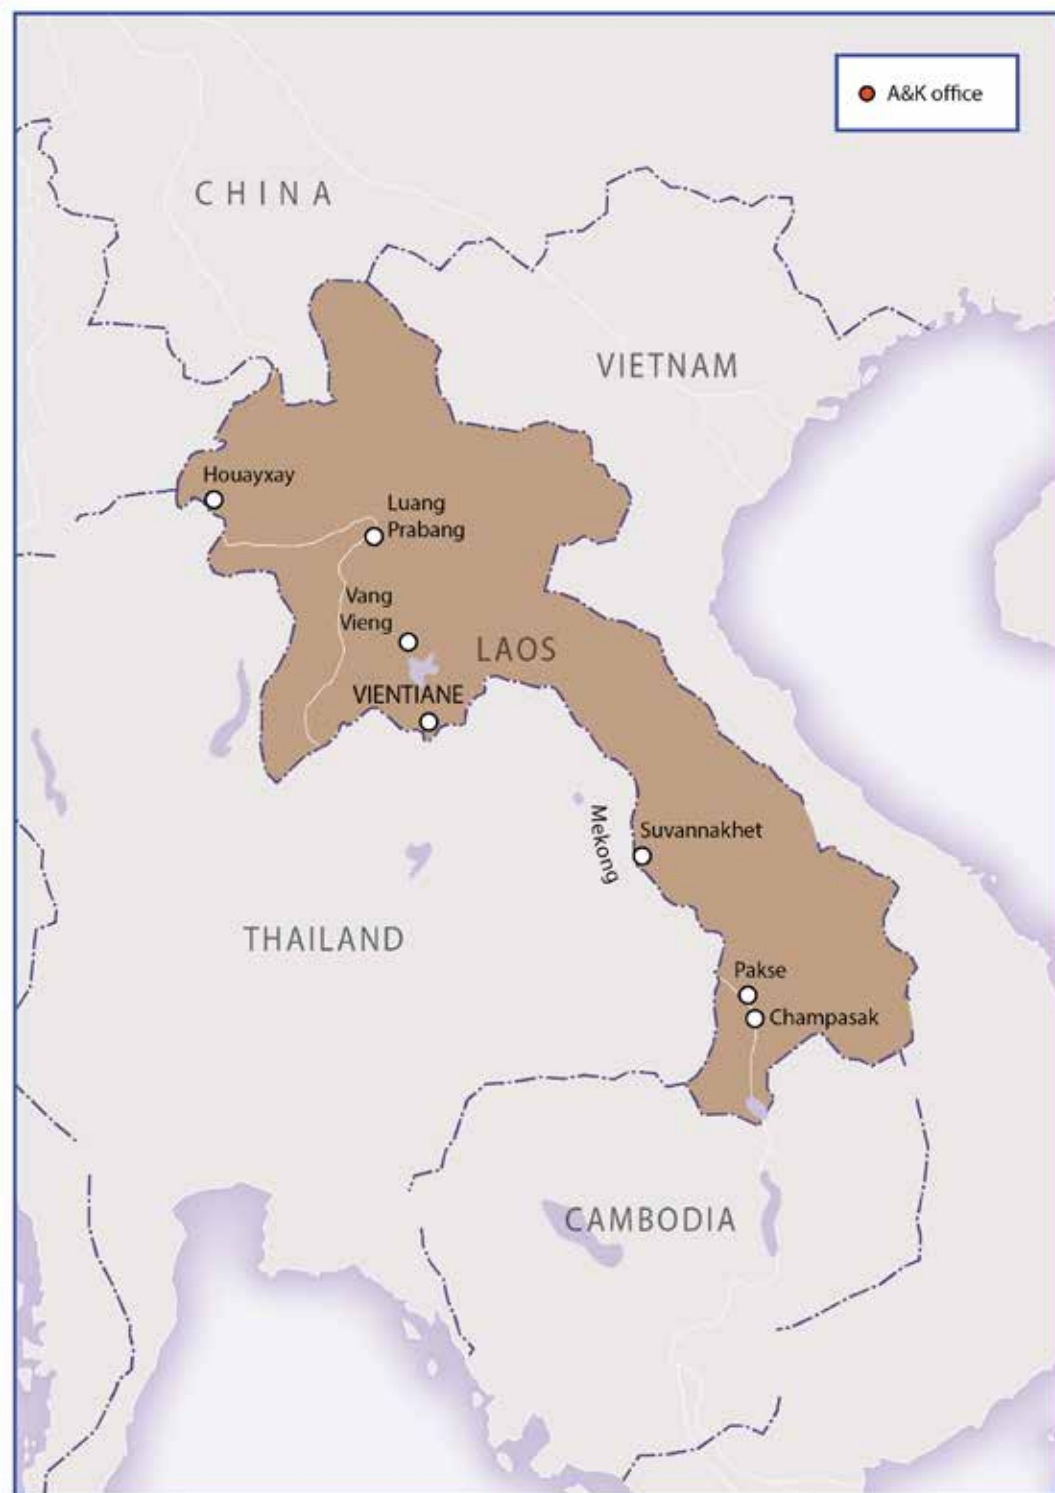 A&K office
CHINA
VIETNAM
Houayxay
Luang
Prabang
Vang
Vieng
LAOS
VIENTIANE
Mekong
Suvannakhet
THAILAND
Pakse
Champasak
CAMBODIA